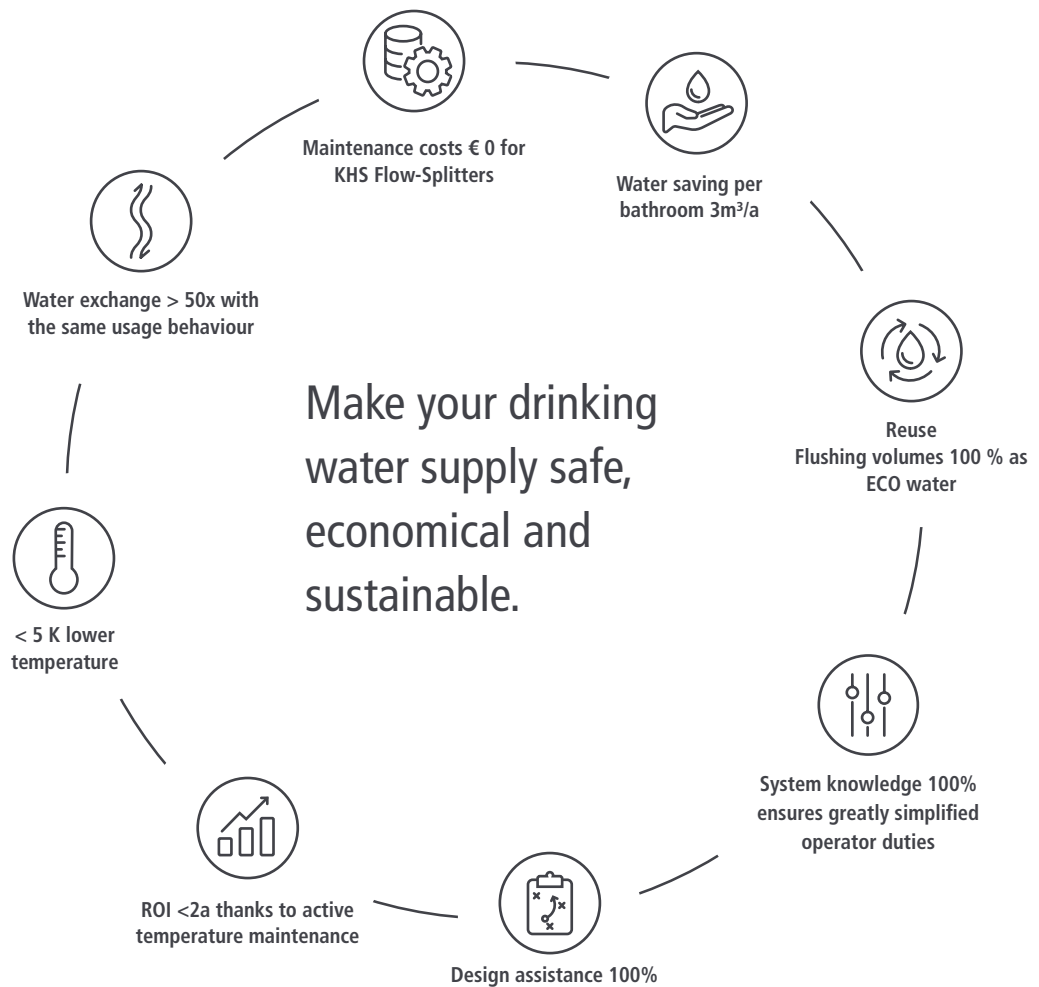 Maintenance costs € 0 for
KHS Flow-Splitters
Water saving per
bathroom 3m³/a
Water exchange > 50x with
the same usage behaviour
Make your drinking
water supply safe,
economical and
sustainable.
Reuse
Flushing volumes 100 % as
ECO water
< 5 K lower
temperature
System knowledge 100%
ensures greatly simplified
operator duties
ROI <2a thanks to active
temperature maintenance
Design assistance 100%